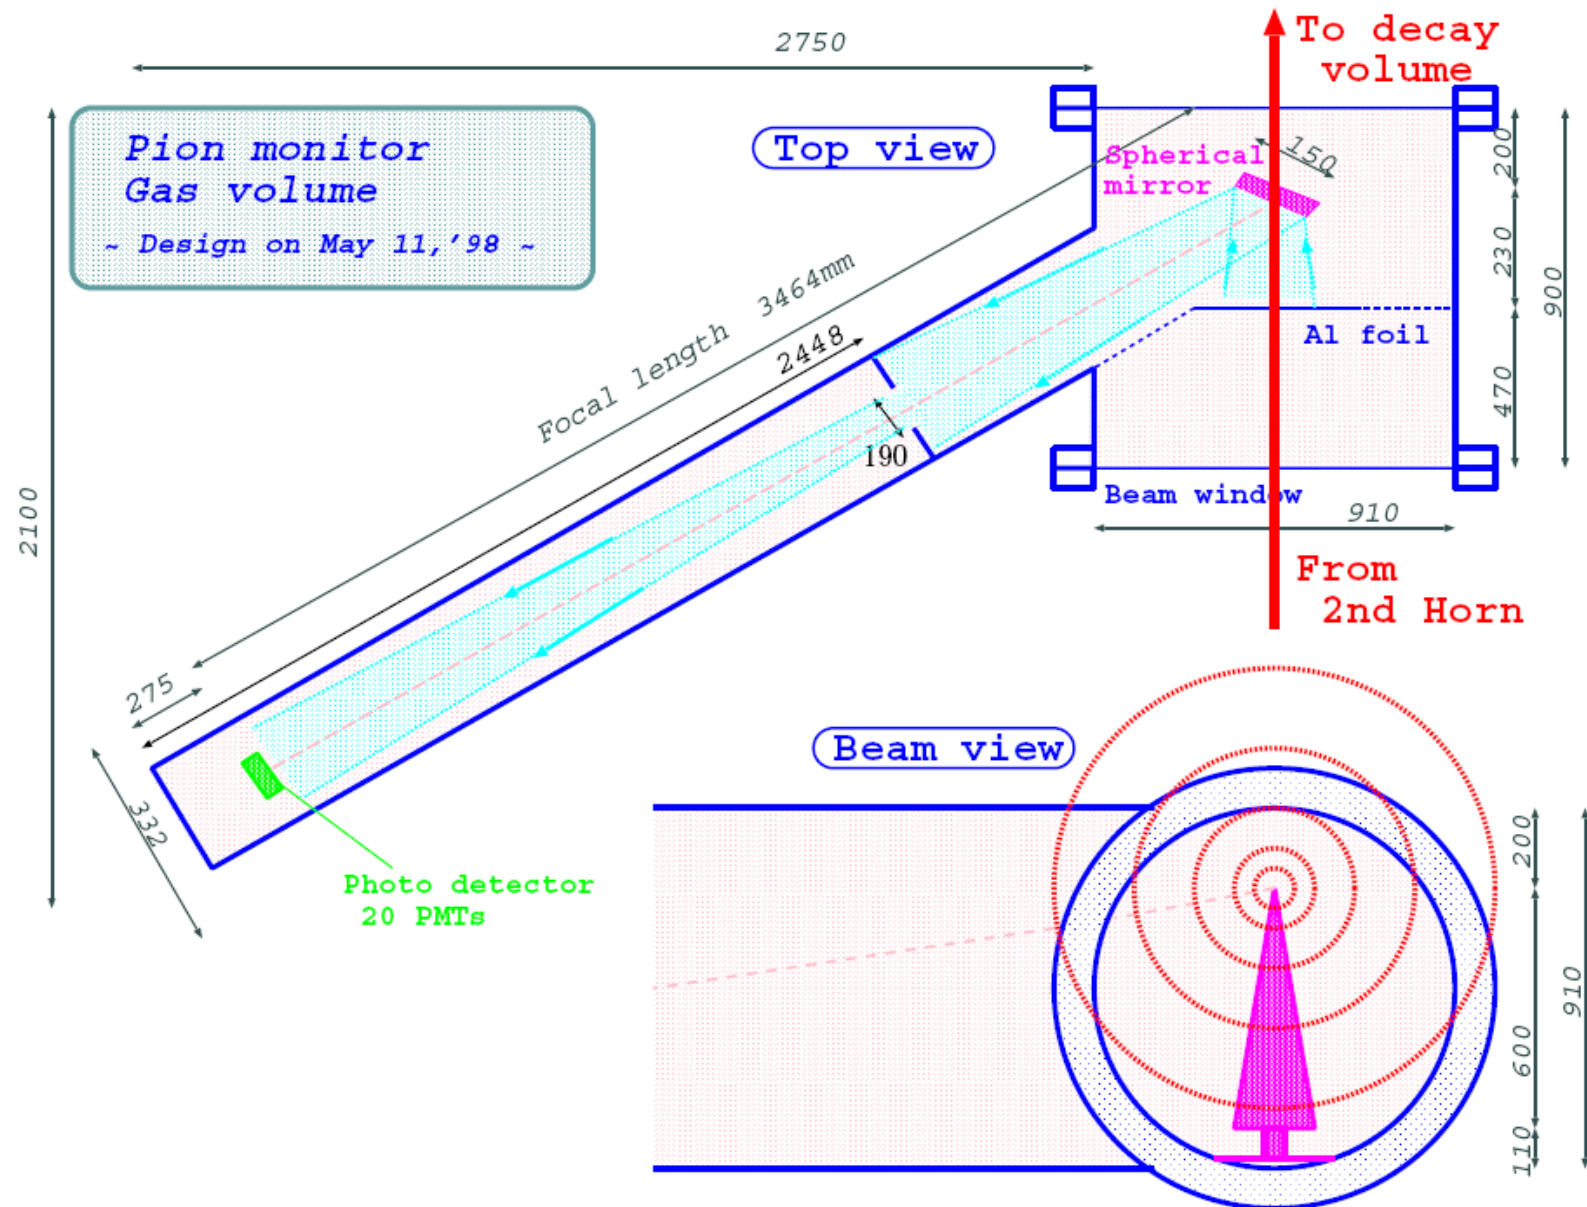 2750
To decay
volume
Pion monitor
Gas volume
~ Design on May 11,'98 ~
Top view
Spherical
mirror
150
200
230
900
470
Focal length 3464mm
2448
190
Al foil
Beam window
910
2100
From
2nd Horn
275
332
Photo detector
20 PMTs
Beam view
200
600
910
110